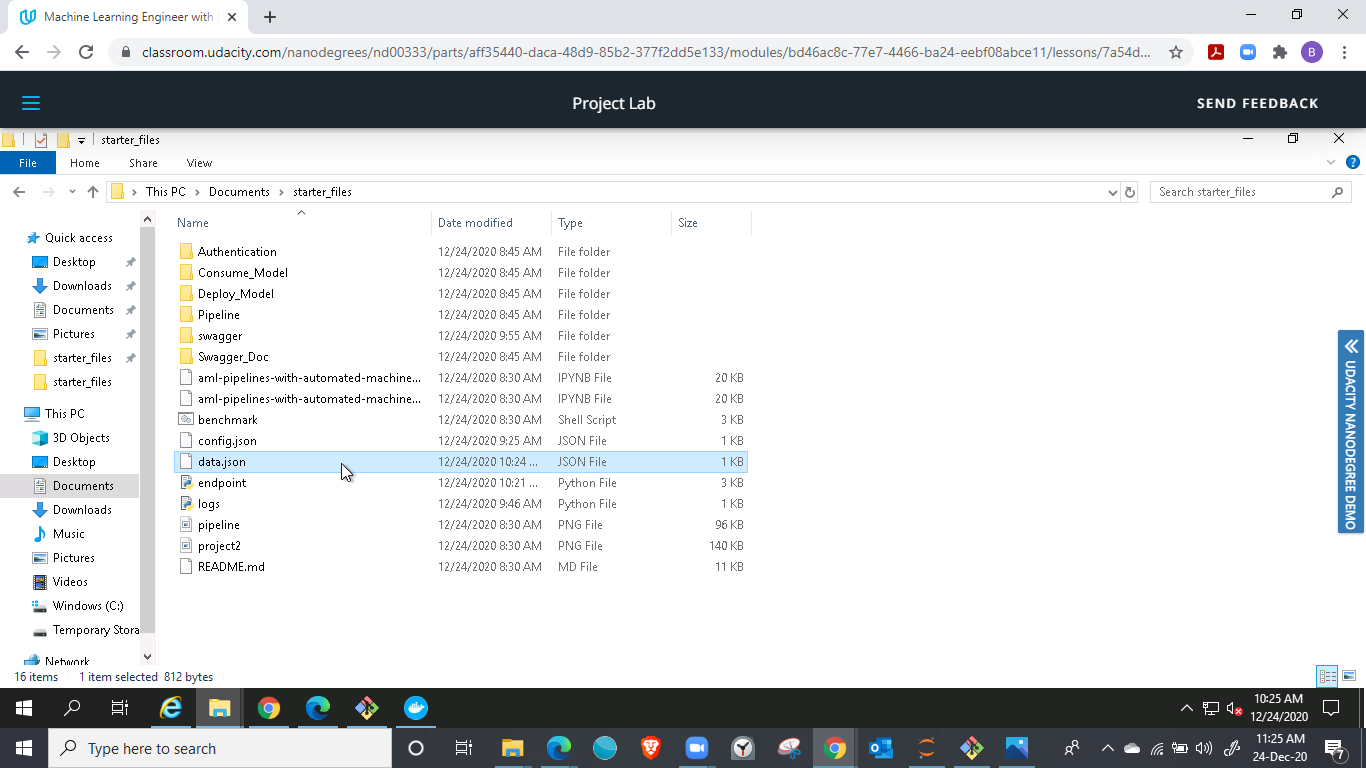 Machine Learning Engineer with
classroom.udacity.com/nanodegrees/nd00333/parts/aff35440-daca-48d9-85b2-377f2dd5e133/modules/bd46ac8c-77e7-4466-ba24-eebf08abce11/lessons/7a54d...
B
Project Lab
SEND FEEDBACK
starter_files
File Home Share View
This PC > Documents > starter_files
Search starter_files
Name Date modified Type Size
Quick access
Desktop
Downloads
Documents
Pictures
starter_files
starter_files
This PC
3D Objects
Desktop
Documents
Downloads
Music
Pictures
Videos
Windows (C:)
Temporary Stora
Network
Authentication 12/24/2020 8:45 AM File folder
Consume_Model 12/24/2020 8:45 AM File folder
Deploy_Model 12/24/2020 8:45 AM File folder
Pipeline 12/24/2020 8:45 AM File folder
swagger 12/24/2020 9:55 AM File folder
Swagger_Doc 12/24/2020 8:45 AM File folder
aml-pipelines-with-automated-machine... 12/24/2020 8:30 AM IPYNB File 20 KB
aml-pipelines-with-automated-machine... 12/24/2020 8:30 AM IPYNB File 20 KB
benchmark 12/24/2020 8:30 AM Shell Script 3 KB
config.json 12/24/2020 9:25 AM JSON File 1 KB
data.json 12/24/2020 10:24 ... JSON File 1 KB
endpoint 12/24/2020 10:21 ... Python File 3 KB
logs 12/24/2020 9:46 AM Python File 1 KB
pipeline 12/24/2020 8:30 AM PNG File 96 KB
project2 12/24/2020 8:30 AM PNG File 140 KB
README.md 12/24/2020 8:30 AM MD File 11 KB
UDACITY NANODEGREE DEMO
16 items 1 item selected 812 bytes
10:25 AM
12/24/2020
Type here to search
11:25 AM
24-Dec-20
7